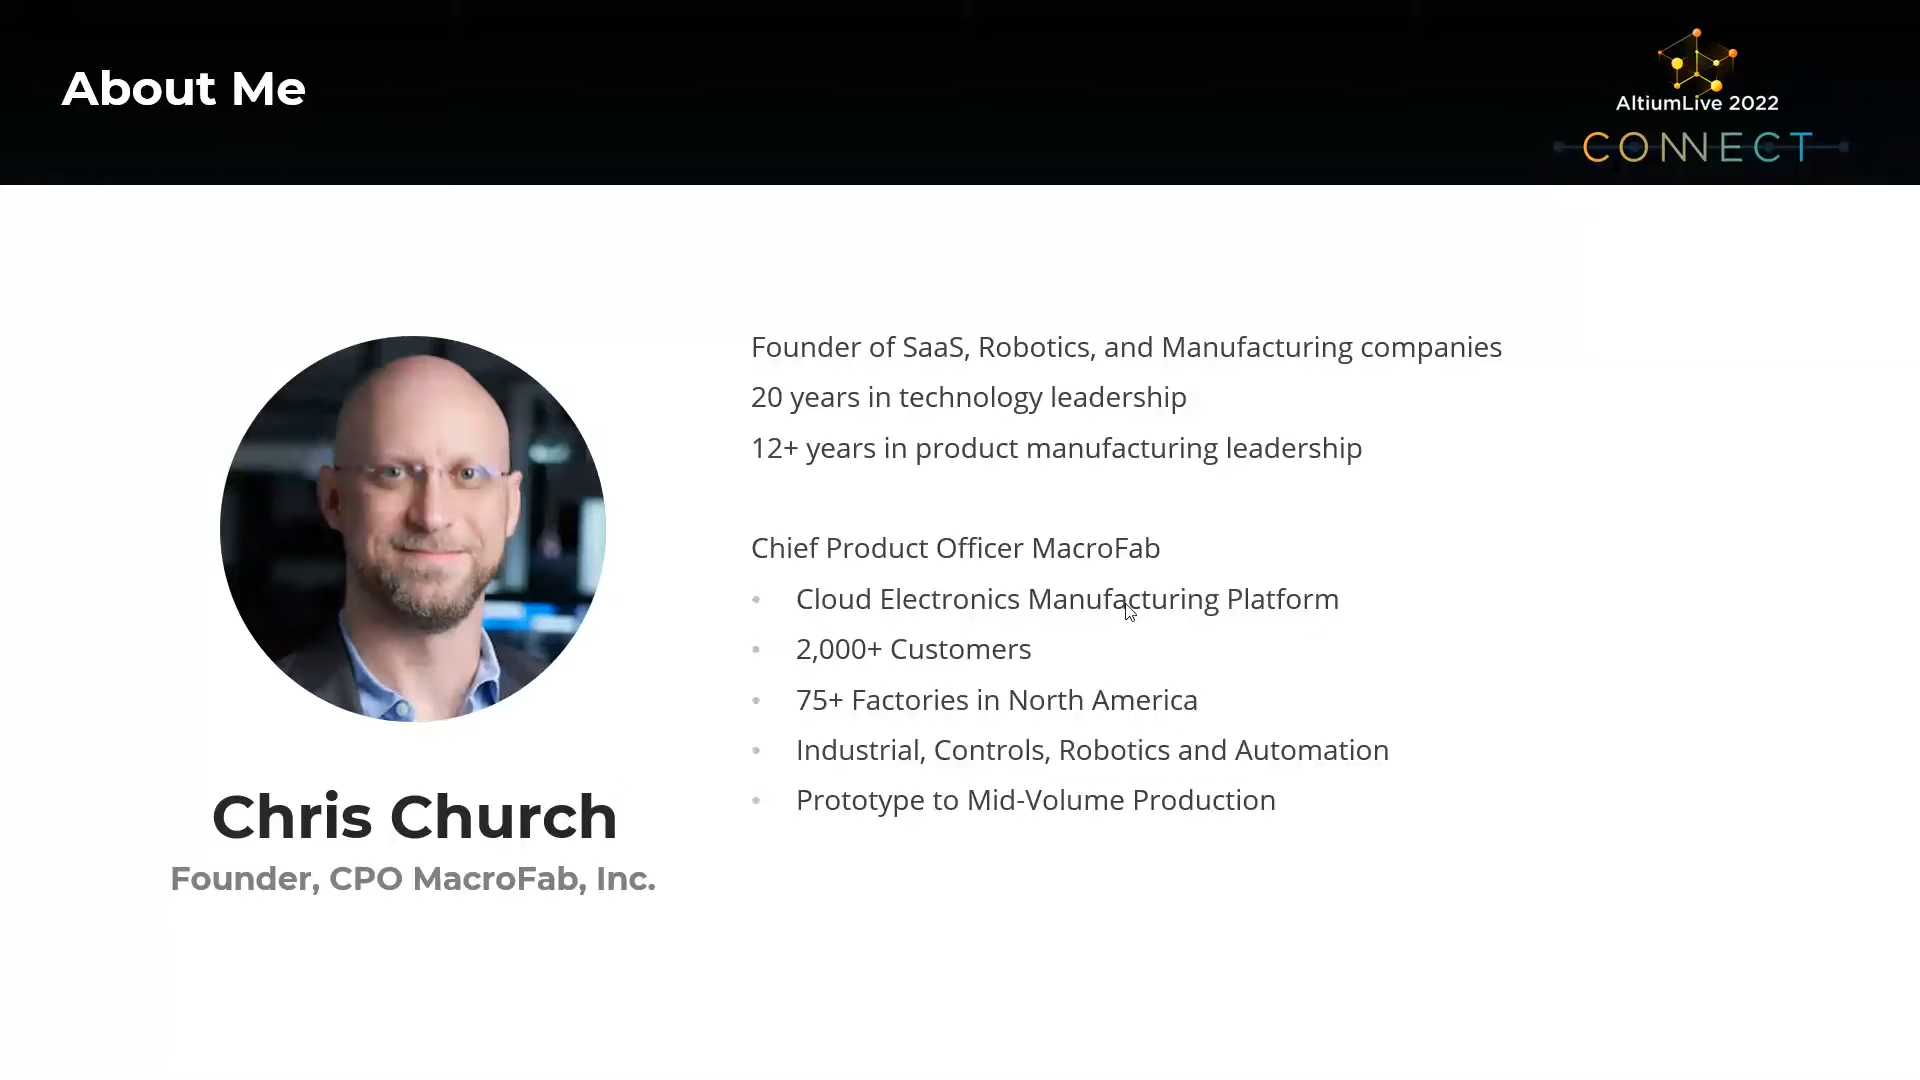 About Me
AltiumLive 2022
CONNECT
Founder of SaaS, Robotics, and Manufacturing companies
20 years in technology leadership
12+ years in product manufacturing leadership
Chief Product Officer MacroFab
• Cloud Electronics Manufacturing Platform
• 2,000+ Customers
• 75+ Factories in North America
• Industrial, Controls, Robotics and Automation
• Prototype to Mid-Volume Production
Chris Church
Founder, CPO MacroFab, Inc.